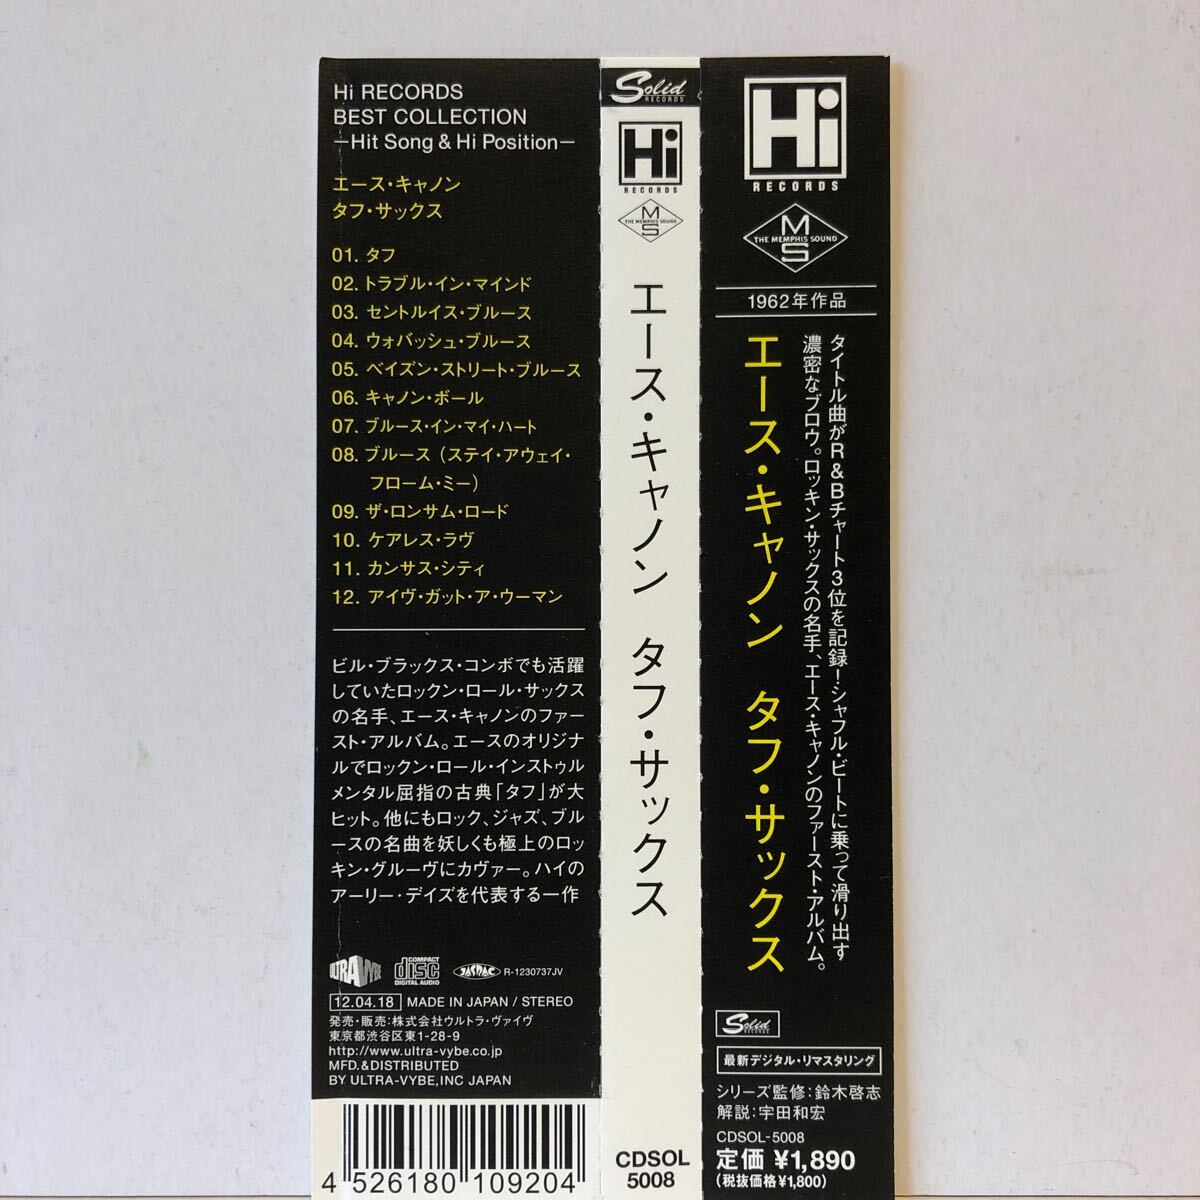 Hi RECORDS
BEST COLLECTION
−Hit Song & Hi Position−
エース・キャノン
タフ・サックス
01. タフ
02. トラブル・イン・マインド
03. セントルイス・ブルース
04. ウォバッシュ・ブルース
05. ベイズン・ストリート・ブルース
06. キャノン・ボール
07. ブルース・イン・マイ・ハート
08. ブルース (ステイ・アウェイ・
フローム・ミー)
09. ザ・ロンサム・ロード
10. ケアレス・ラヴ
11. カンサス・シティ
12. アイヴ・ガット・ア・ウーマン
ビル・ブラックス・コンボでも活躍
していたロックン・ロール・サックス
の名手、エース・キャノンのファー
スト・アルバム。エースのオリジナ
ルでロックン・ロール・インストゥル
メンタル屈指の古典「タフ」が大
ヒット。他にもロック、ジャズ、ブル
ースの名曲を妖しくも極上のロッ
キン・グルーヴにカヴァー。ハイの
アーリー・デイズを代表する一作
ULTRA VYBE
COMPACT
disc
DIGITAL AUDIO
JASRAC
R-1230737JV
12.04.18 MADE IN JAPAN / STEREO
発売・販売：株式会社ウルトラ・ヴァイヴ
東京都渋谷区東1-28-9
http://www.ultra-vybe.co.jp
MFD.&DISTRIBUTED
BY ULTRA-VYBE,INC JAPAN
4 526180 109204
Solid
RECORDS
Hi
RECORDS
M
THE MEMPHIS SOUND
S
エース・キャノン タフ・サックス
CDSOL
5008
Hi
RECORDS
M
THE MEMPHIS SOUND
S
1962年作品
タイトル曲がR&Bチャート3位を記録！シャフル・ビートに乗って滑り出す
濃密なブロウ。ロッキン・サックスの名手、エース・キャノンのファースト・アルバム。
エース・キャノン タフ・サックス
Solid
RECORDS
最新デジタル・リマスタリング
シリーズ監修：鈴木啓志
解説：宇田和宏
CDSOL-5008
定価 ¥1,890
(税抜価格¥1,800)